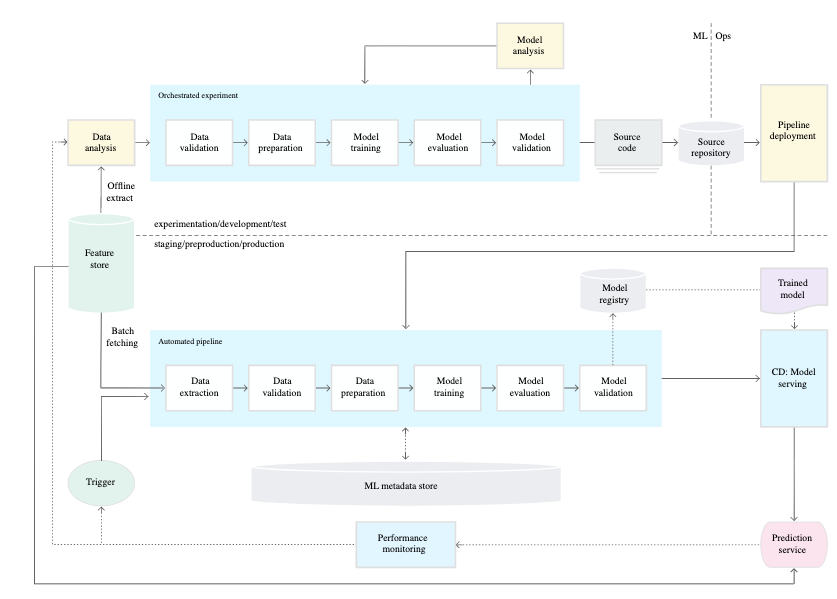 Model
analysis
ML
Ops
Orchestrated experiment
Data
analysis
Data
validation
Data
preparation
Model
training
Model
evaluation
Model
validation
Source
code
Source
repository
Pipeline
deployment
Offline
extract
experimentation/development/test
staging/preproduction/production
Feature
store
Model
registry
Trained
model
Batch
fetching
Automated pipeline
Data
extraction
Data
validation
Data
preparation
Model
training
Model
evaluation
Model
validation
CD: Model
serving
Trigger
ML metadata store
Performance
monitoring
Prediction
service